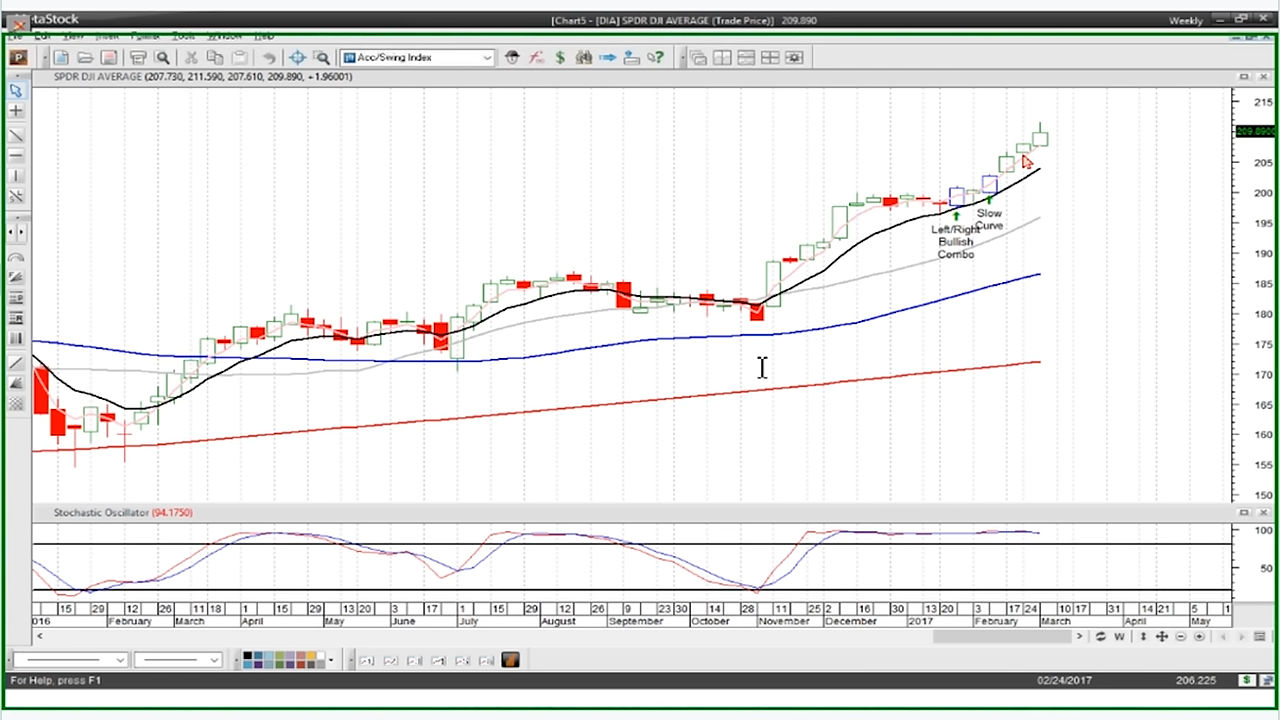 MetaStock
[Chart5 - [DIA] SPDR DJI AVERAGE (Trade Price)] 209.890
Weekly
Acc/Swing Index
SPDR DJI AVERAGE (207.730, 211.590, 207.610, 209.890, +1.96001)
215
209.8900
205
200
195
190
185
180
175
170
165
160
155
150
Slow
Curve
Left/Right
Bullish
Combo
Stochastic Oscillator (94.1750)
100
50
15 29 12 26 11 18 1 15 29 13 20 3 17 1 15 29 12 26 9 23 30 14 28 11 25 2 16 30 13 20 3 17 24 10 17 31 14 21 5 1
016 February March April May June July August September October November December 2017 February March April May
W
For Help, press F1
02/24/2017
206.225